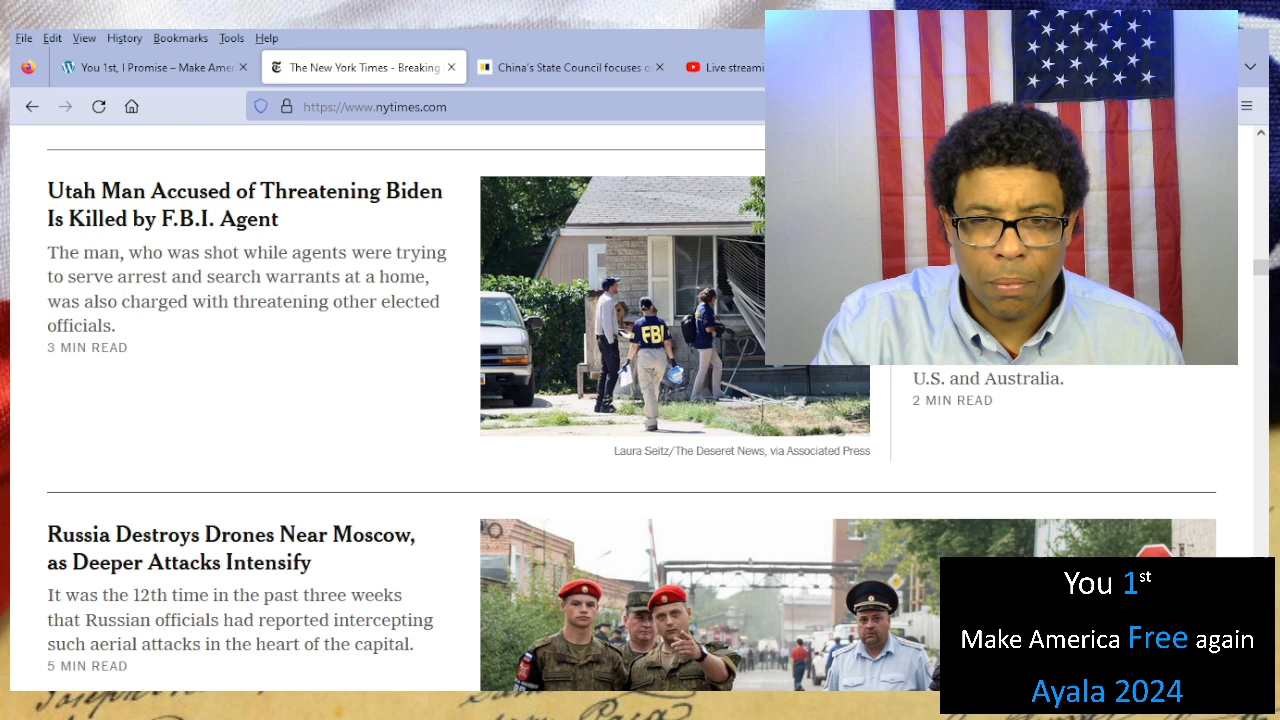 File Edit View History Bookmarks Tools Help
You 1st, I Promise – Make Amer
The New York Times - Breaking
China's State Council focuses o
Live streami
https://www.nytimes.com
Utah Man Accused of Threatening Biden
Is Killed by F.B.I. Agent
The man, who was shot while agents were trying
to serve arrest and search warrants at a home,
was also charged with threatening other elected
officials.
3 MIN READ
FBI
Laura Seitz/The Deseret News, via Associated Press
U.S. and Australia.
2 MIN READ
Russia Destroys Drones Near Moscow,
as Deeper Attacks Intensify
It was the 12th time in the past three weeks
that Russian officials had reported intercepting
such aerial attacks in the heart of the capital.
5 MIN READ
You 1st
Make America Free again
Ayala 2024